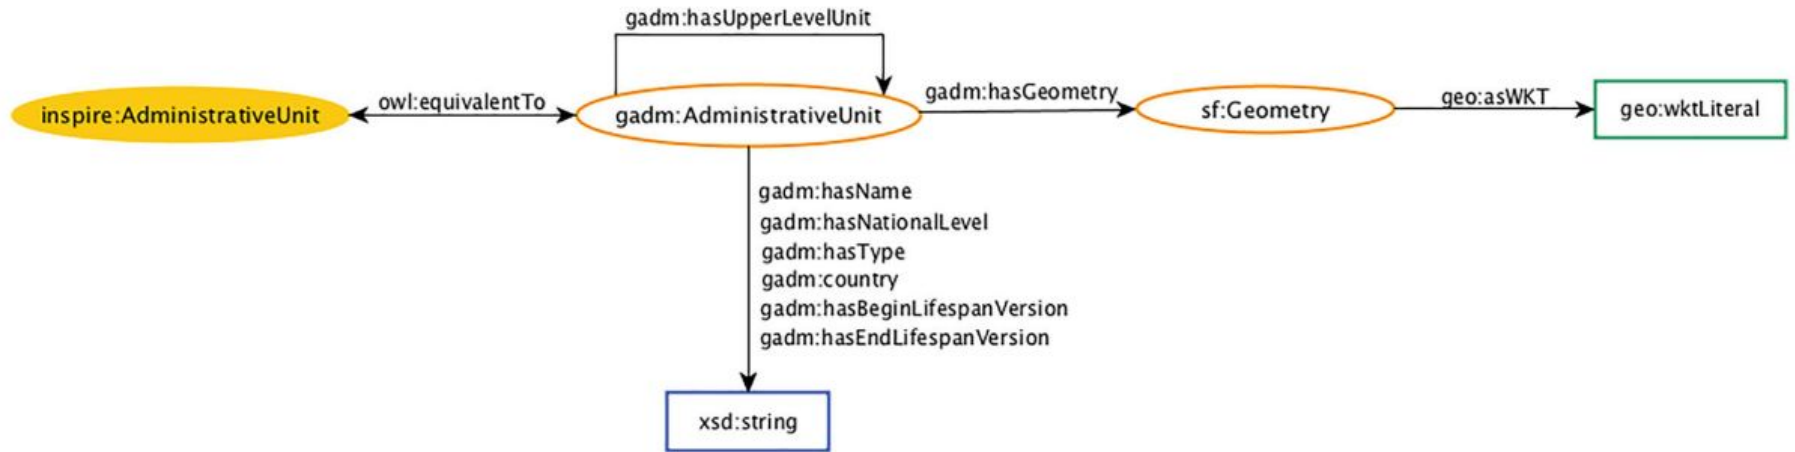 gadm:hasUpperLevelUnit
inspire:AdministrativeUnit
owl:equivalentTo
gadm:AdministrativeUnit
gadm:hasGeometry
sf:Geometry
geo:asWKT
geo:wktLiteral
gadm:hasName
gadm:hasNationalLevel
gadm:hasType
gadm:country
gadm:hasBeginLifespanVersion
gadm:hasEndLifespanVersion
xsd:string